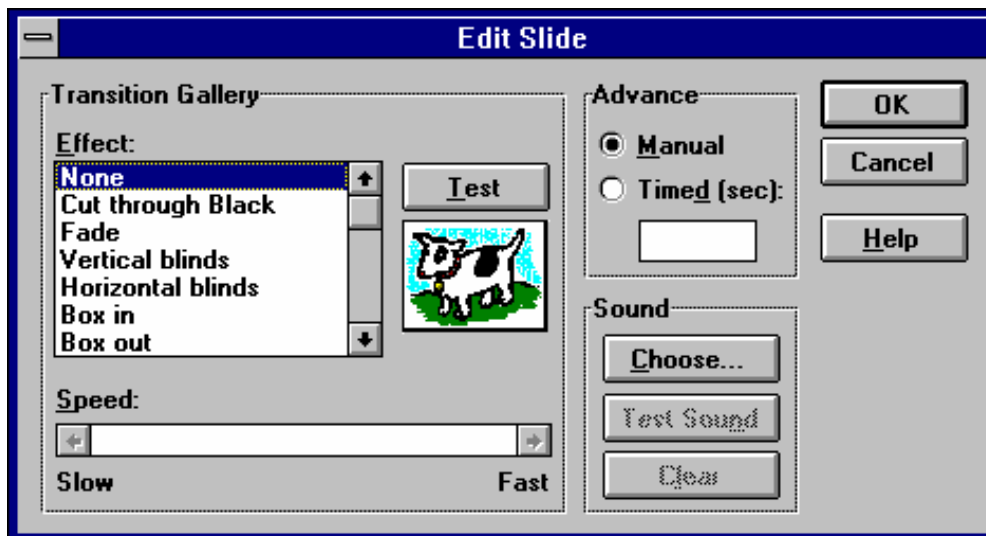 Edit Slide
Transition Gallery
Effect:
None
Cut through Black
Fade
Vertical blinds
Horizontal blinds
Box in
Box out
Test
Speed:
Slow Fast
Advance
Manual
Timed (sec):
Sound
Choose...
Test Sound
Clear
OK
Cancel
Help